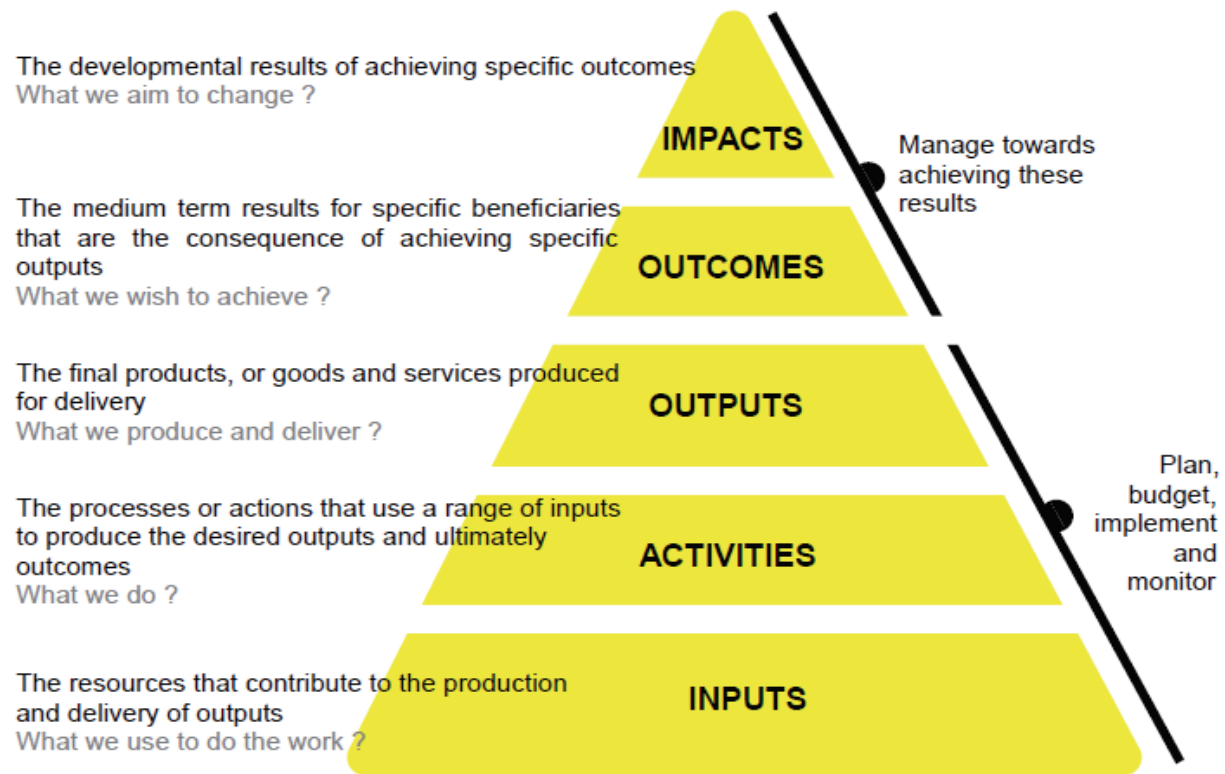 The developmental results of achieving specific outcomes
What we aim to change ?
IMPACTS
Manage towards
achieving these
results
The medium term results for specific beneficiaries
that are the consequence of achieving specific
outputs
What we wish to achieve ?
OUTCOMES
The final products, or goods and services produced
for delivery
What we produce and deliver ?
OUTPUTS
Plan,
budget,
implement
and
monitor
The processes or actions that use a range of inputs
to produce the desired outputs and ultimately
outcomes
What we do ?
ACTIVITIES
The resources that contribute to the production
and delivery of outputs
What we use to do the work ?
INPUTS